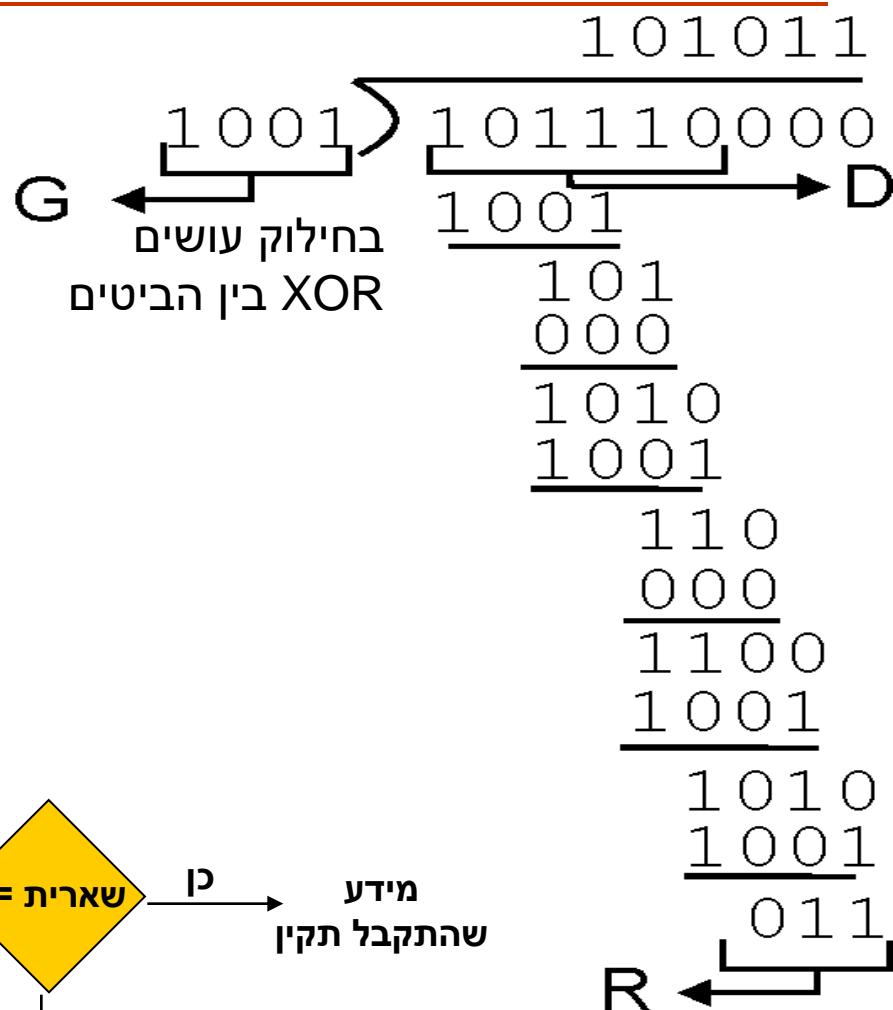 101011
1001 101110000
G
D
בחילוק עושים
XOR בין הביטים
1001
101
000
1010
1001
110
000
1100
1001
1010
1001
011
R
שארית =
כן
מידע
שהתקבל תקין